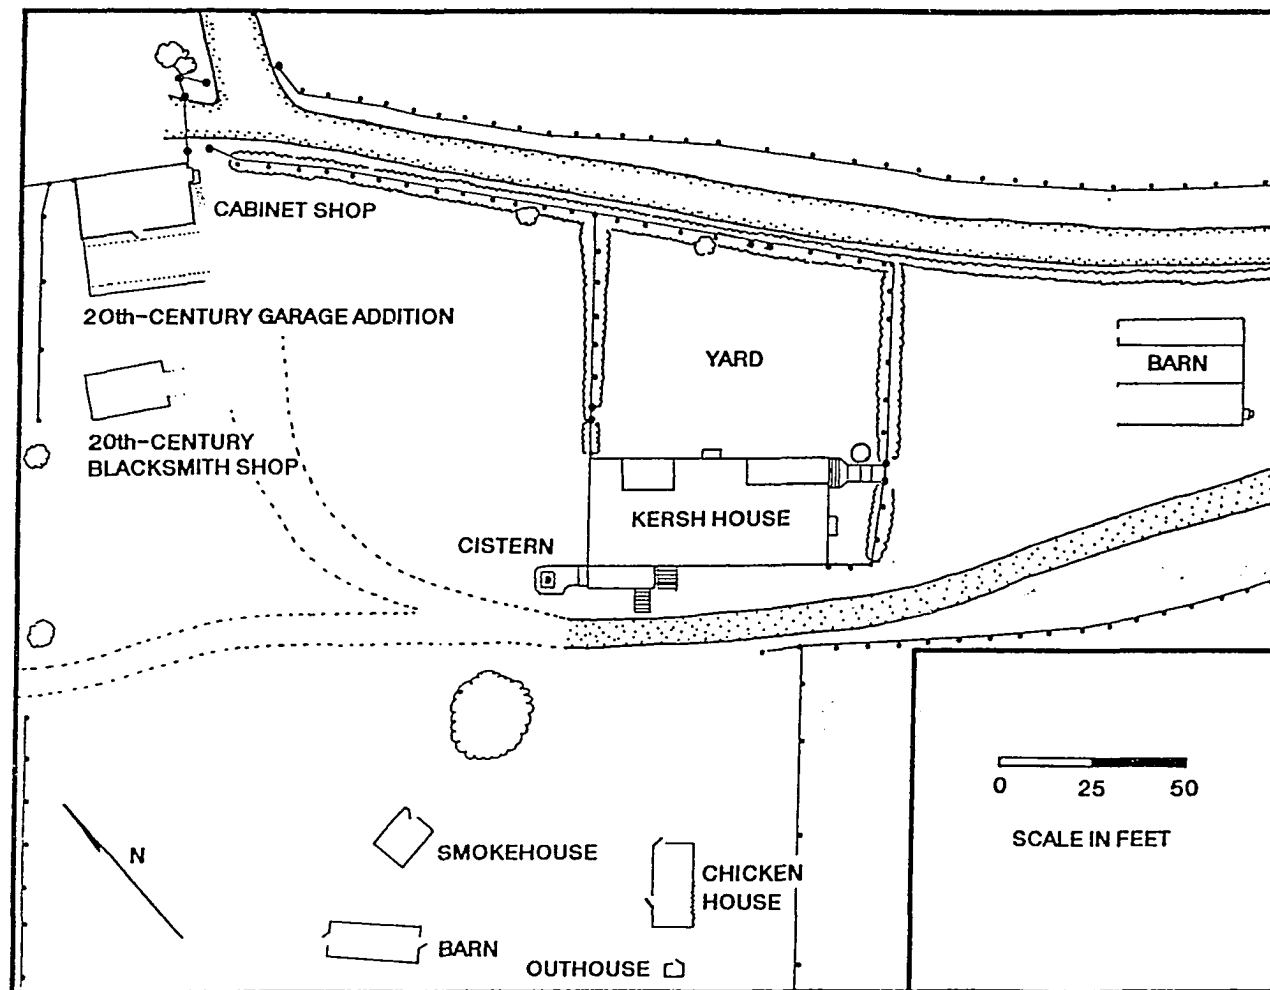 CABINET SHOP
20th-CENTURY GARAGE ADDITION
YARD
BARN
20th-CENTURY
BLACKSMITH SHOP
KERSH HOUSE
CISTERN
0 25 50
SCALE IN FEET
N
SMOKEHOUSE
CHICKEN
HOUSE
BARN
OUTHOUSE